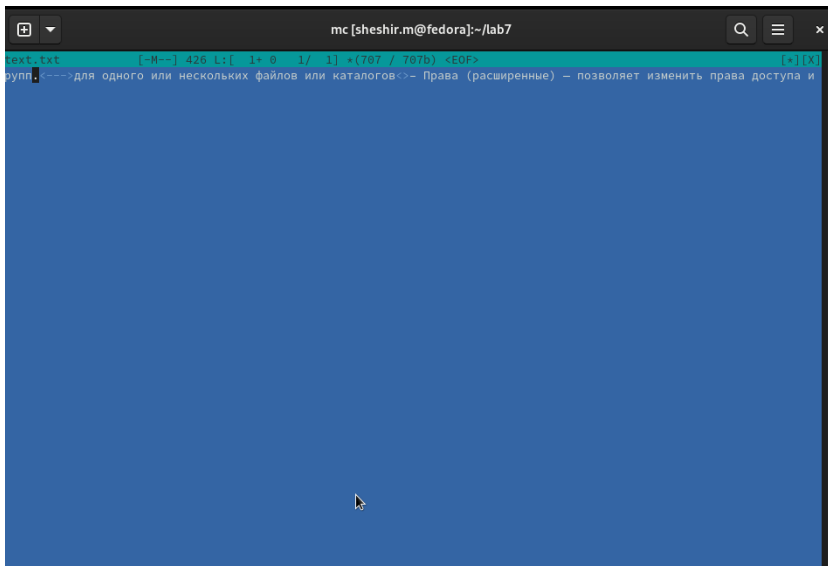 mc [sheshir.m@fedora]:~/lab7
text.txt [-M--] 426 L:[ 1+ 0 1/ 1] *(707 / 707b) <EOF> [*][X]
рупп.<--->для одного или нескольких файлов или каталогов<>– Права (расширенные) — позволяет изменить права доступа и